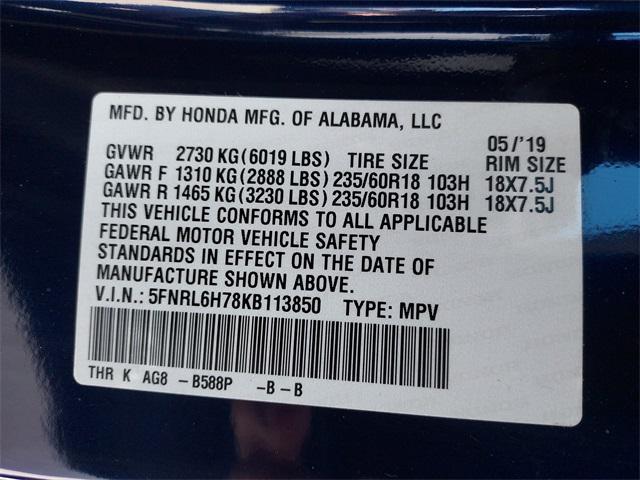 MFD. BY HONDA MFG. OF ALABAMA, LLC
05/'19
GVWR 2730 KG(6019 LBS) TIRE SIZE RIM SIZE
GAWR F 1310 KG(2888 LBS)235/60R18 103H 18X7.5J
GAWR R 1465 KG(3230 LBS)235/60R18 103H 18X7.5J
THIS VEHICLE CONFORMS TO ALL APPLICABLE
FEDERAL MOTOR VEHICLE SAFETY
STANDARDS IN EFFECT ON THE DATE OF
MANUFACTURE SHOWN ABOVE.
V.I.N.: 5FNRL6H78KB113850 TYPE: MPV
THR K AG8 -B588P -B-B